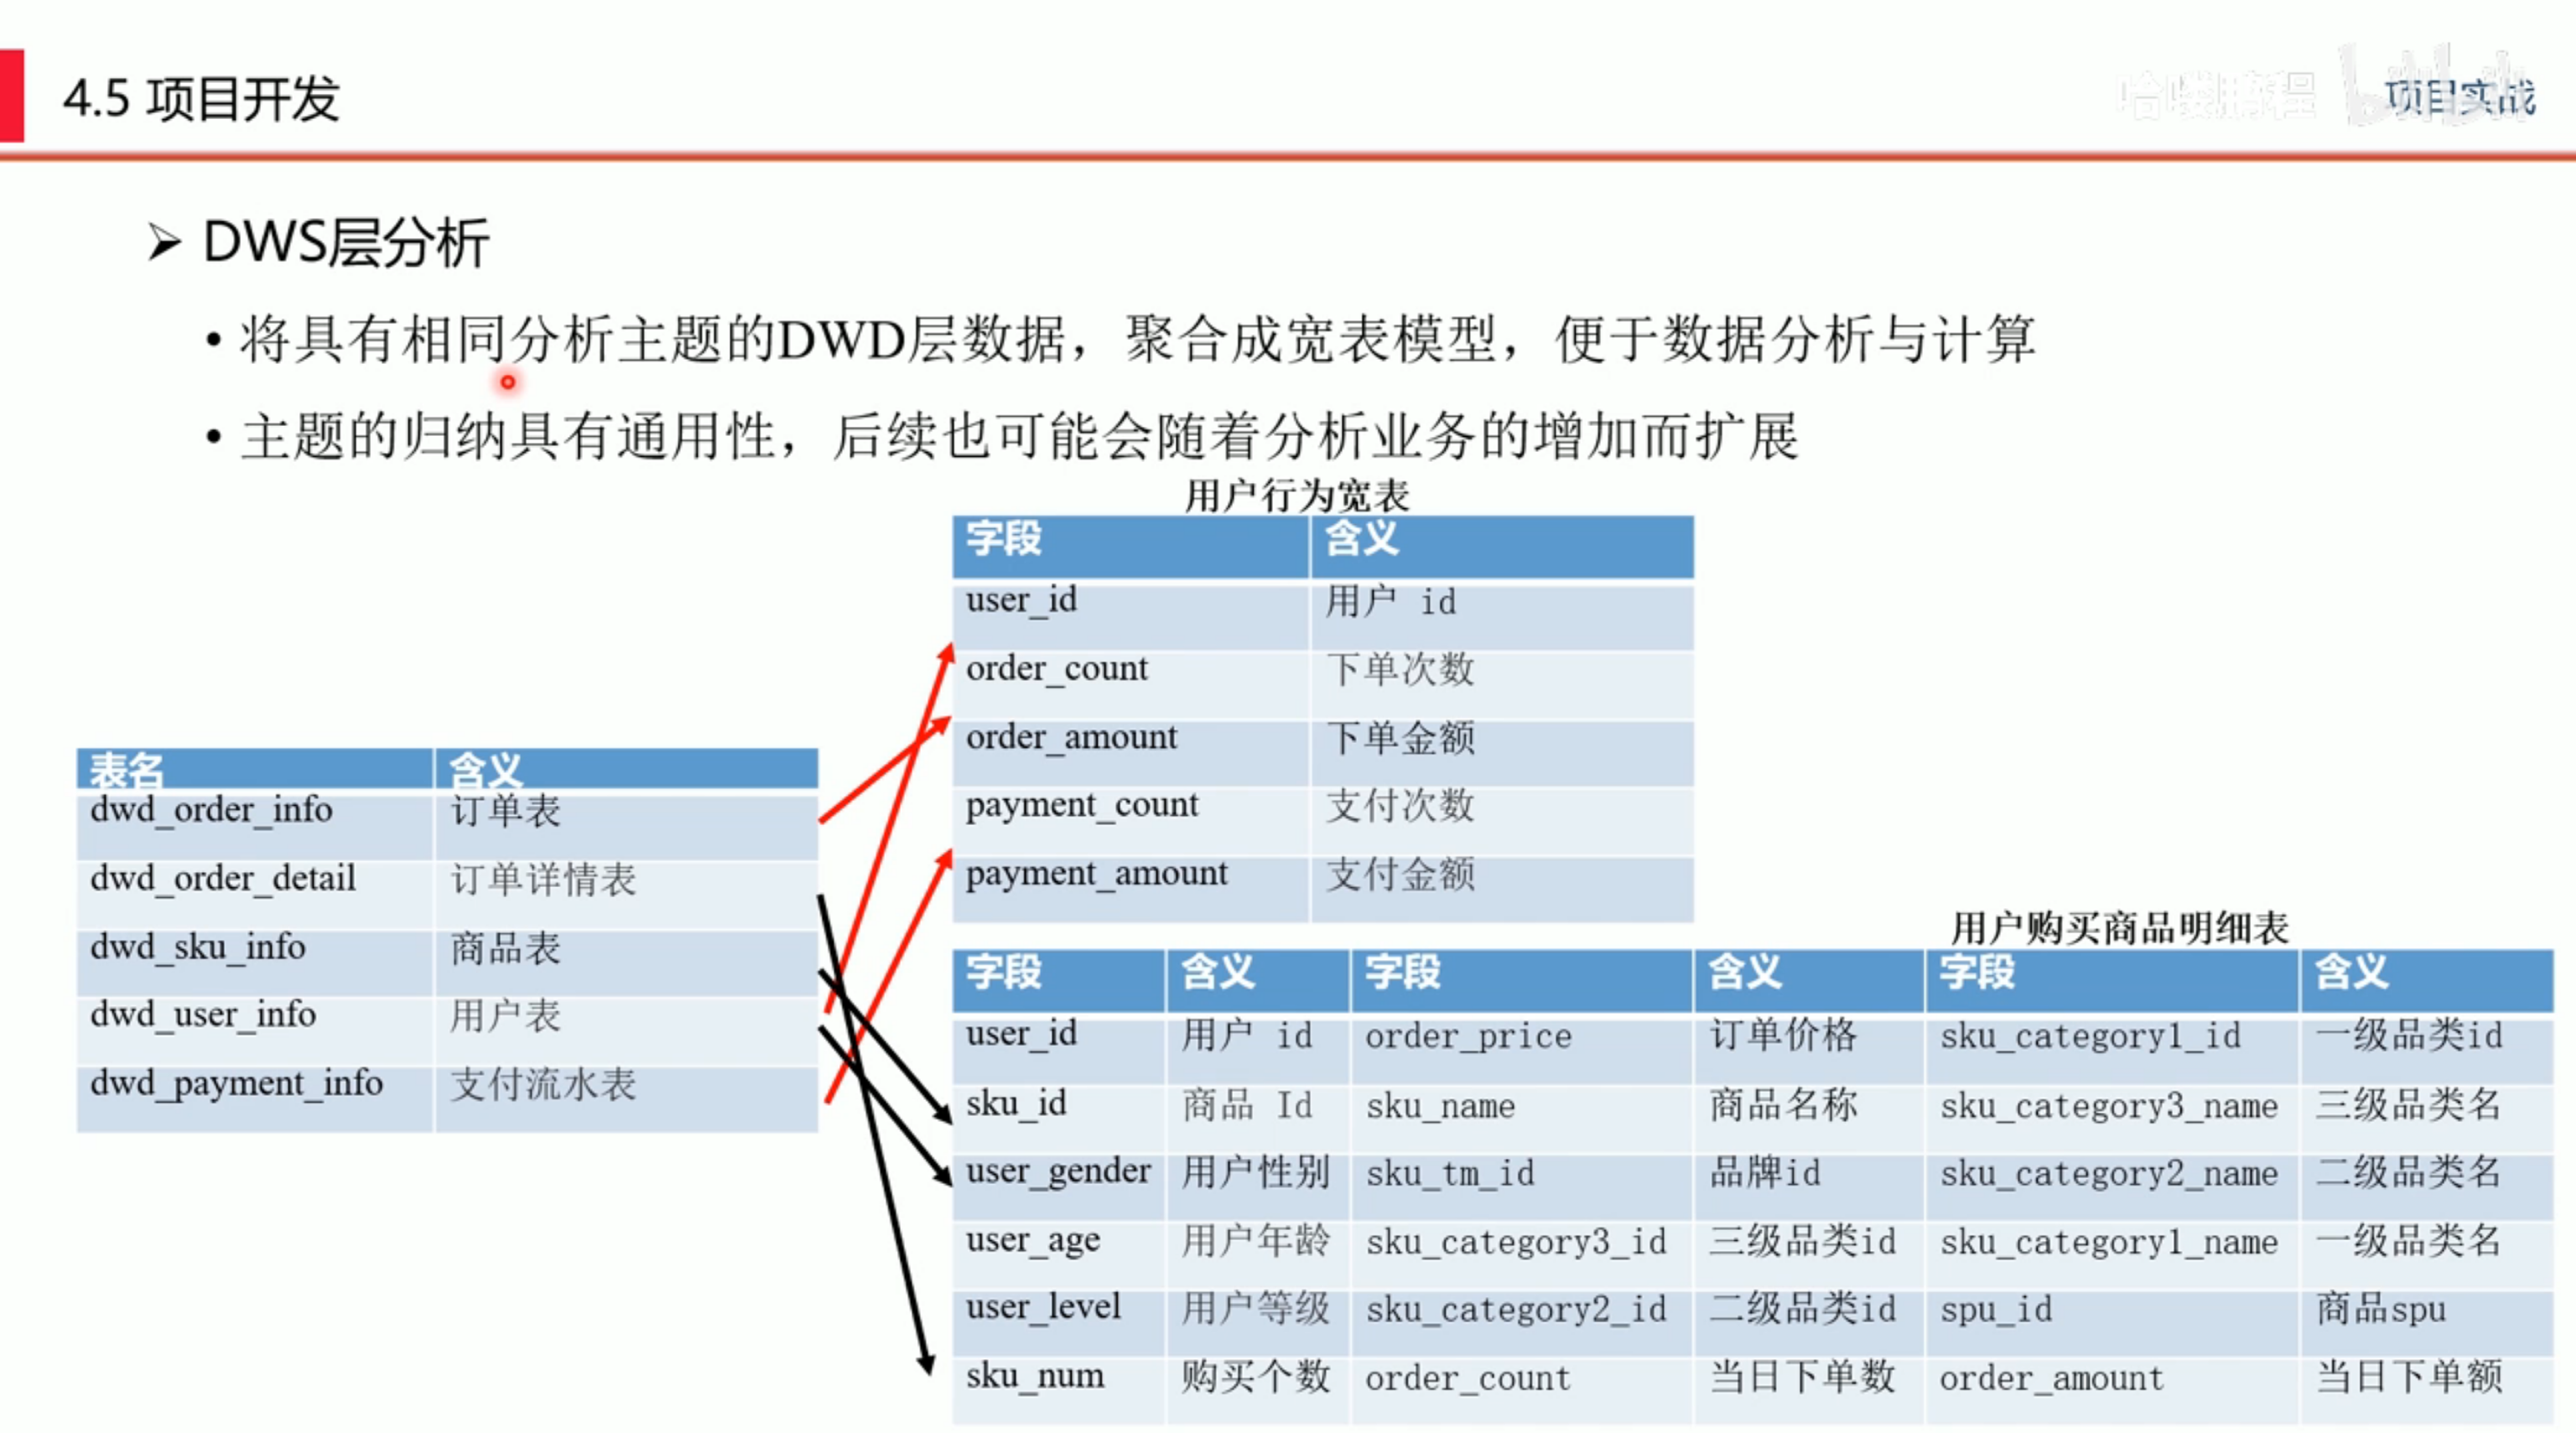 4.5 项目开发
哈喽鹏程 bilibili 项目实战
DWS层分析
将具有相同分析主题的DWD层数据，聚合成宽表模型，便于数据分析与计算
主题的归纳具有通用性，后续也可能会随着分析业务的增加而扩展
用户行为宽表
字段 含义
user_id 用户 id
order_count 下单次数
order_amount 下单金额
payment_count 支付次数
payment_amount 支付金额
表名 含义
dwd_order_info 订单表
dwd_order_detail 订单详情表
dwd_sku_info 商品表
dwd_user_info 用户表
dwd_payment_info 支付流水表
用户购买商品明细表
字段 含义 字段 含义 字段 含义
user_id 用户 id order_price 订单价格 sku_category1_id 一级品类id
sku_id 商品 Id sku_name 商品名称 sku_category3_name 三级品类名
user_gender 用户性别 sku_tm_id 品牌id sku_category2_name 二级品类名
user_age 用户年龄 sku_category3_id 三级品类id sku_category1_name 一级品类名
user_level 用户等级 sku_category2_id 二级品类id spu_id 商品spu
sku_num 购买个数 order_count 当日下单数 order_amount 当日下单额